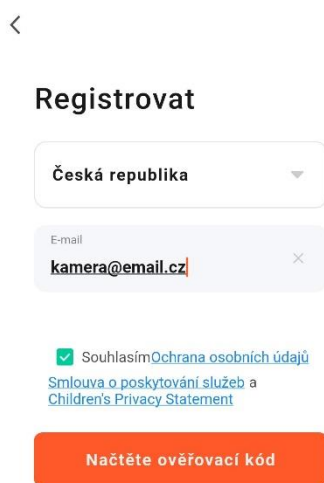 Registrovat
Česká republika
E-mail
kamera@email.cz
SouhlasímOchrana osobních údajů
Smlouva o poskytování služeb a
Children's Privacy Statement
Načtěte ověřovací kód